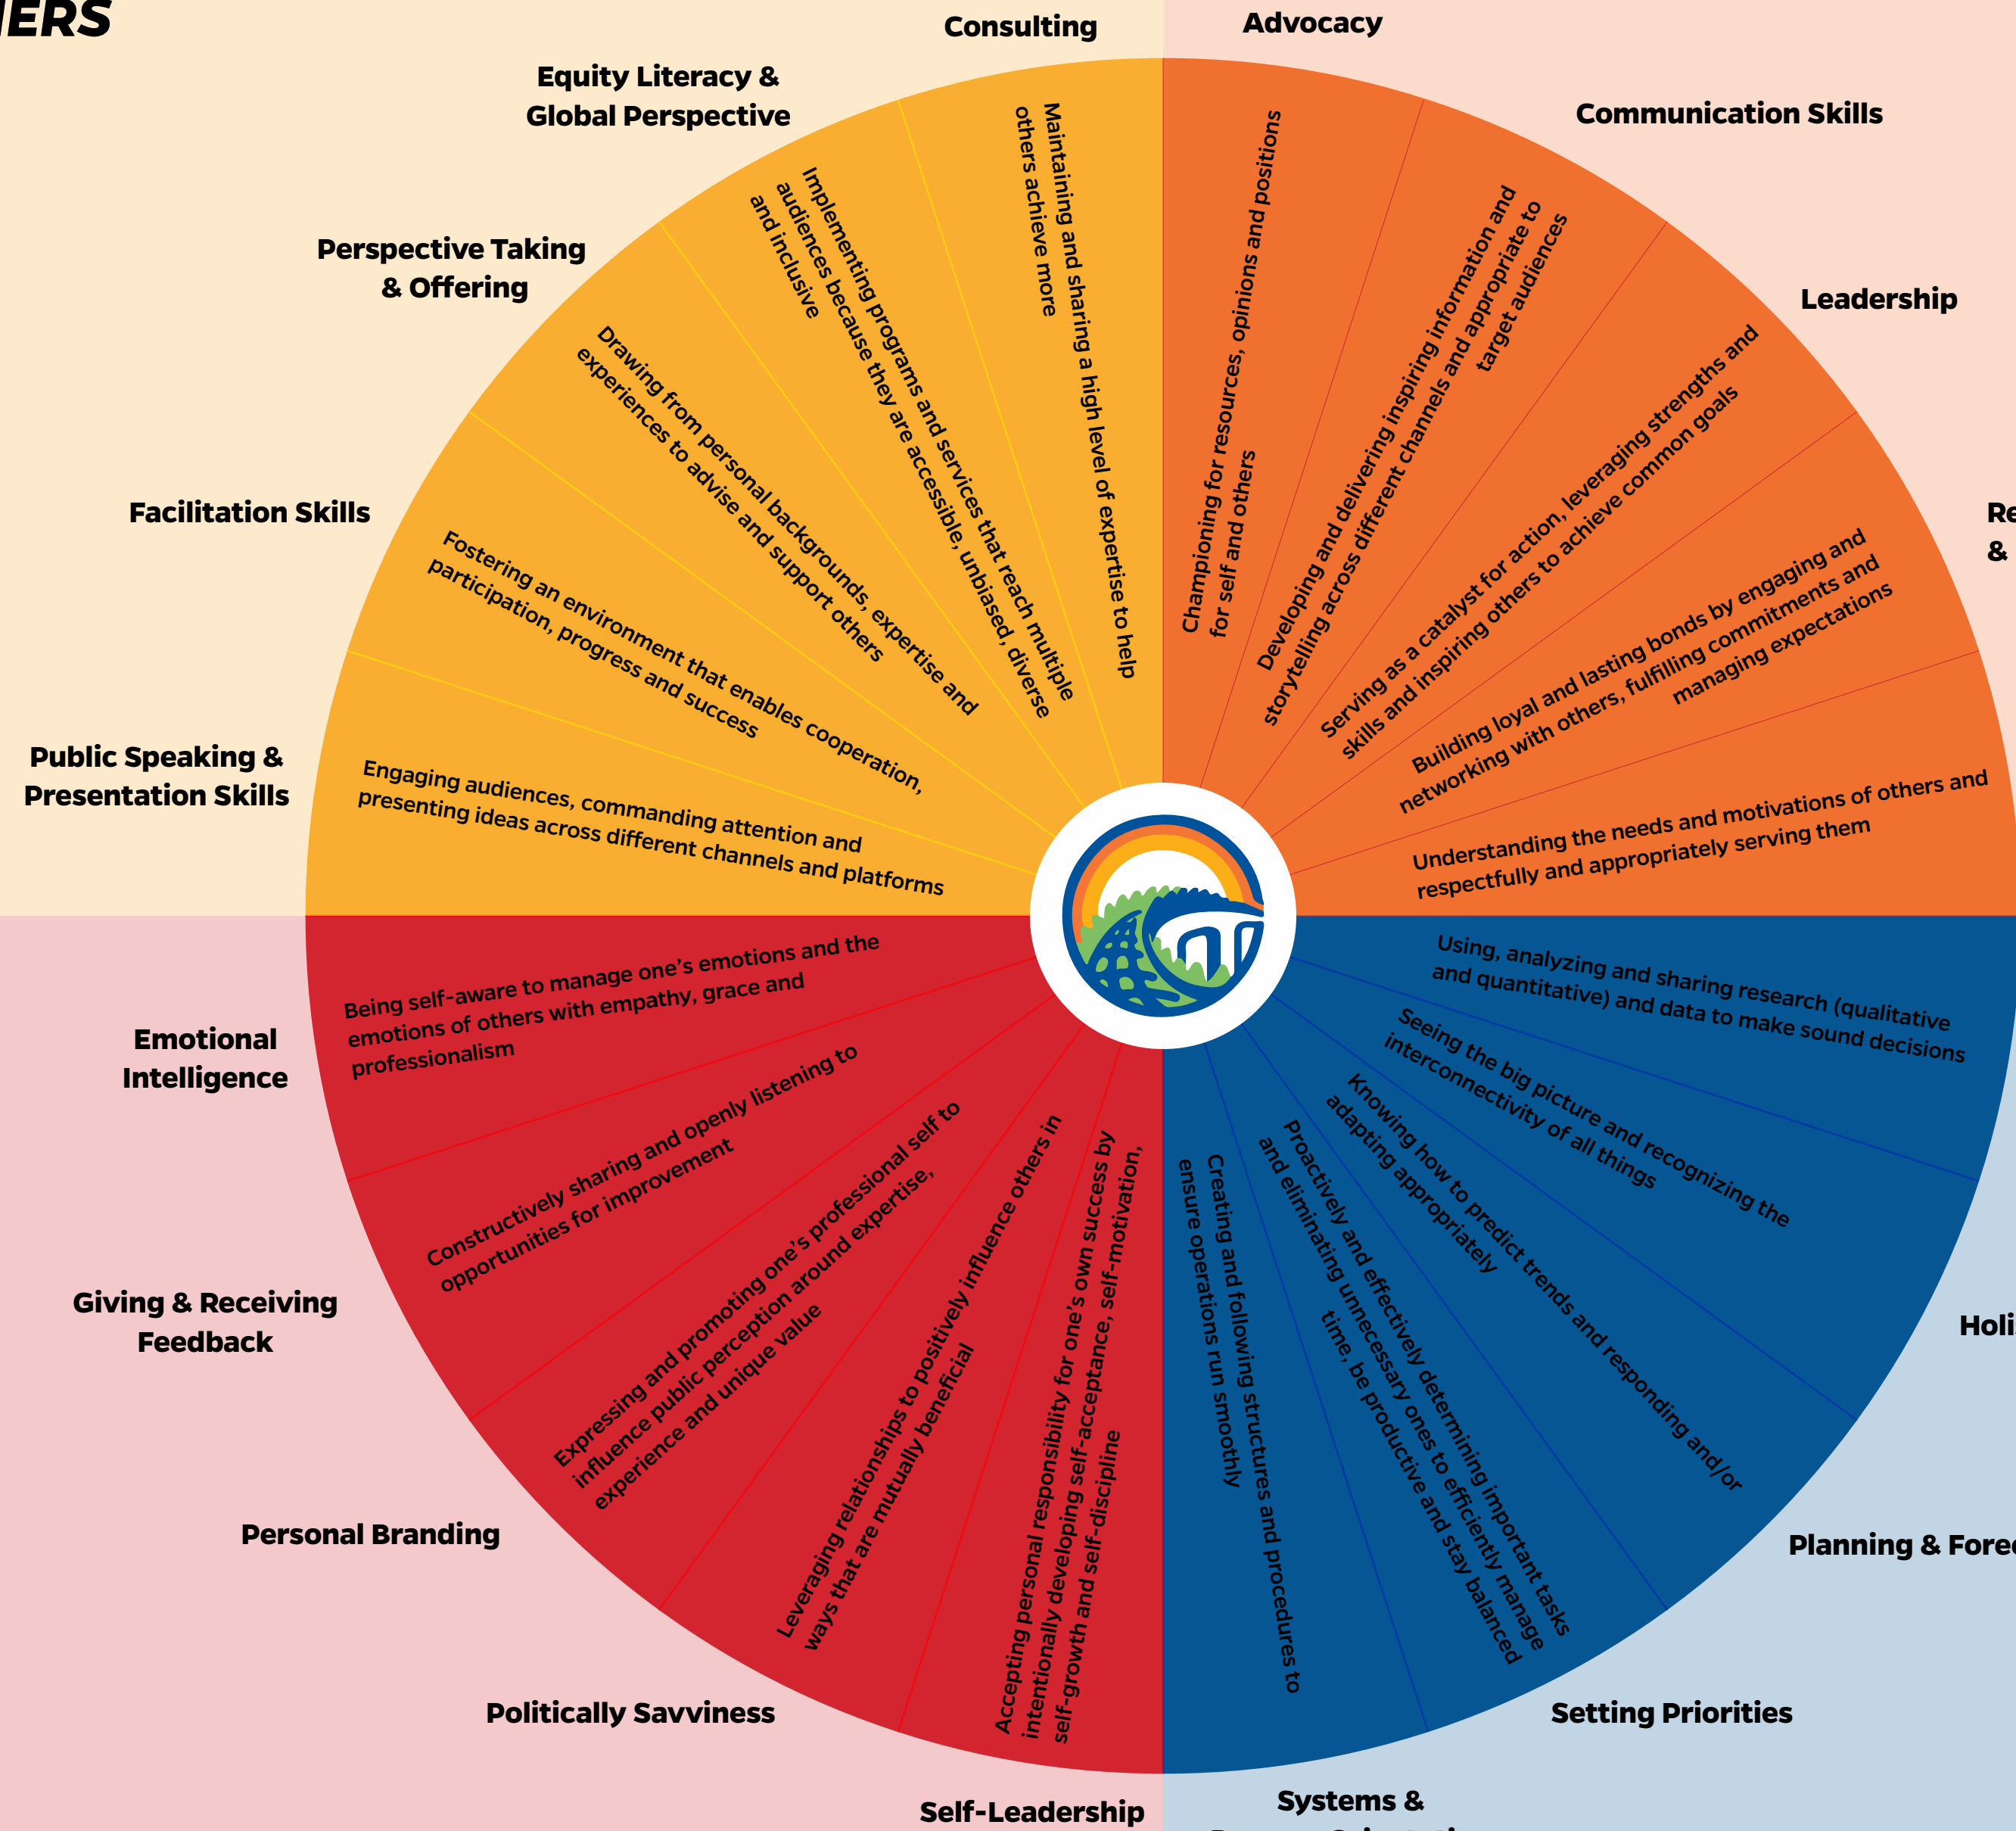 Consulting
Maintaining and sharing a high level of expertise to help
others achieve more
Advocacy
Championing for resources, opinions and positions
for self and others
Communication Skills
Developing and delivering inspiring information and
storytelling across different channels and appropriate to
target audiences
Leadership
Serving as a catalyst for action, leveraging strengths and
skills and inspiring others to achieve common goals
&
Building loyal and lasting bonds by engaging and
networking with others, fulfilling commitments and
managing expectations
Understanding the needs and motivations of others and
respectfully and appropriately serving them
Using, analyzing and sharing research (qualitative
and quantitative) and data to make sound decisions
Seeing the big picture and recognizing the
interconnectivity of all things
Planning &
Knowing how to predict trends and responding and/or
adapting appropriately
Setting Priorities
Proactively and effectively determining important tasks
and eliminating unnecessary ones to efficiently manage
time, be productive and stay balanced
Systems &
Creating and following structures and procedures to
ensure operations run smoothly
Self-Leadership
Accepting personal responsibility for one's own success by
intentionally developing self-acceptance, self-motivation,
self-growth and self-discipline
Politically Savviness
Leveraging relationships to positively influence others in
ways that are mutually beneficial
Personal Branding
Expressing and promoting one's professional self to
influence public perception around expertise,
experience and unique value
Giving & Receiving
Feedback
Constructively sharing and openly listening to
opportunities for improvement
Emotional
Intelligence
Being self-aware to manage one's emotions and the
emotions of others with empathy, grace and
professionalism
Public Speaking &
Presentation Skills
Engaging audiences, commanding attention and
presenting ideas across different channels and platforms
Facilitation Skills
Fostering an environment that enables cooperation,
participation, progress and success
Perspective Taking
& Offering
Drawing from personal backgrounds, expertise and
experiences to advise and support others
Equity Literacy &
Global Perspective
Implementing programs and services that reach multiple
audiences because they are accessible, unbiased, diverse
and inclusive